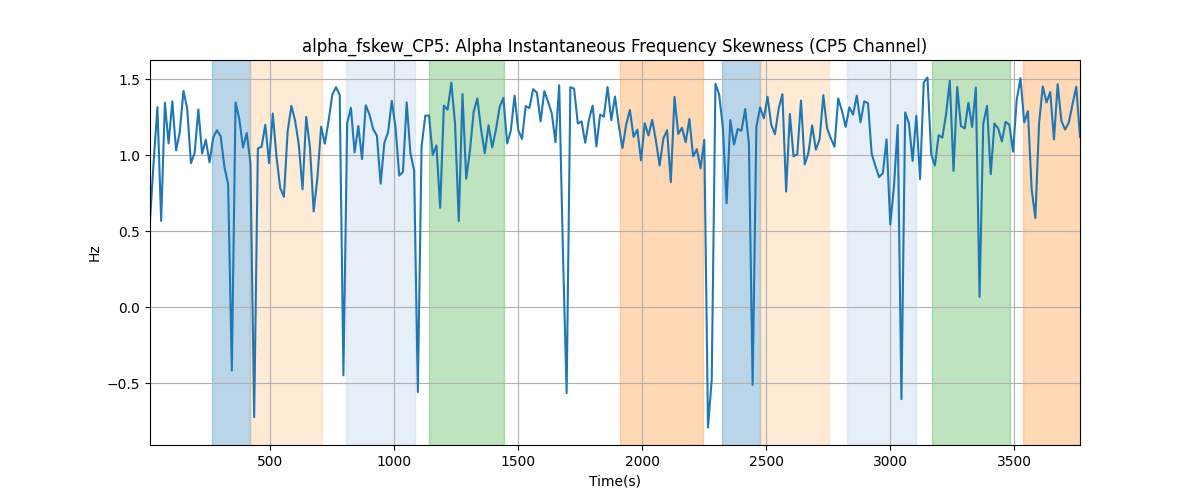 alpha_fskew_CP5: Alpha Instantaneous Frequency Skewness (CP5 Channel)
1.5
1.0
0.5
0.0
−0.5
Hz
500 1000 1500 2000 2500 3000 3500
Time(s)